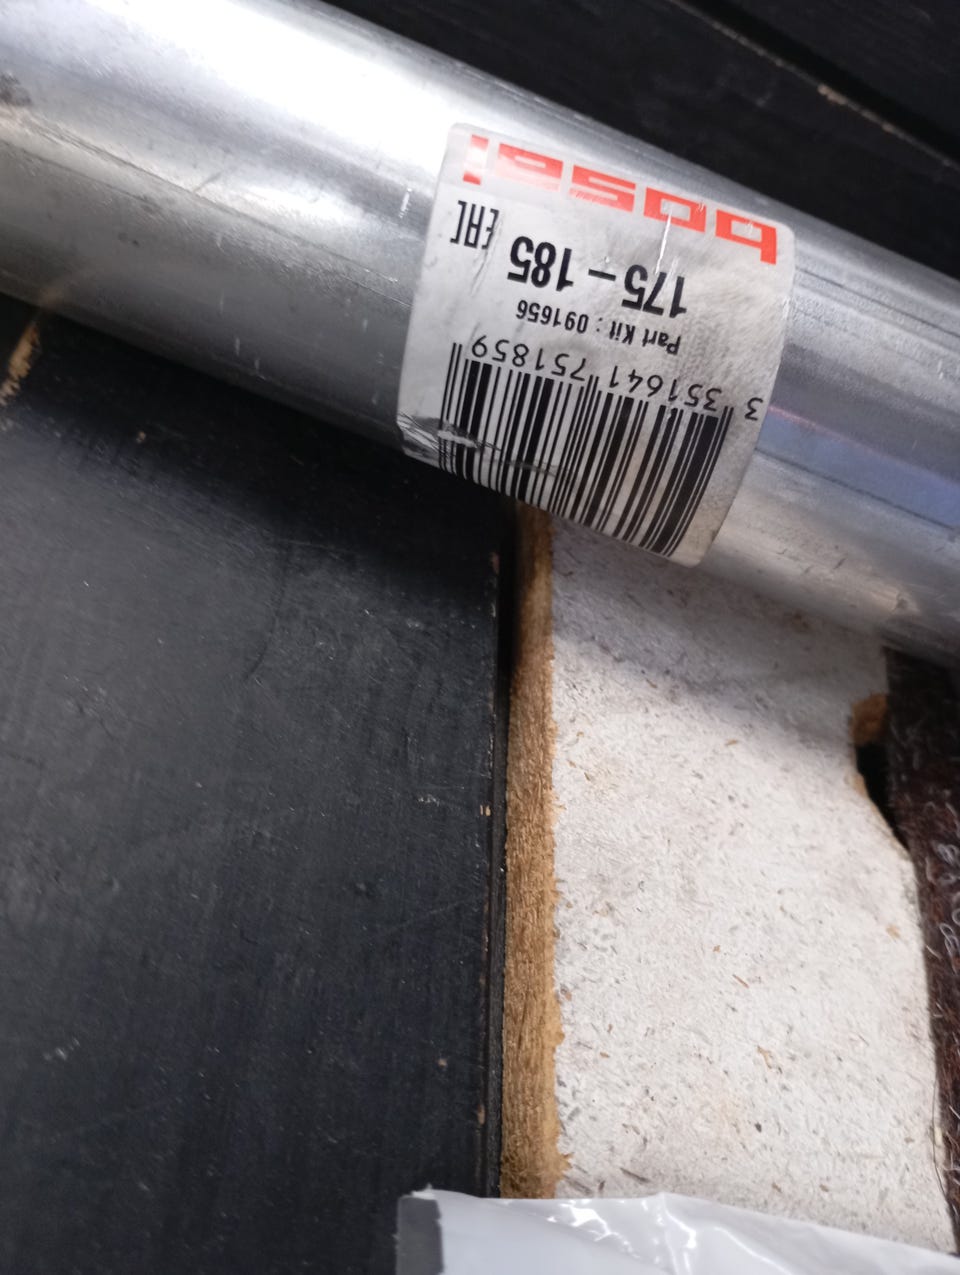 bosal
175 - 185
EAC
Part Kit : 091656
3 351641 751859